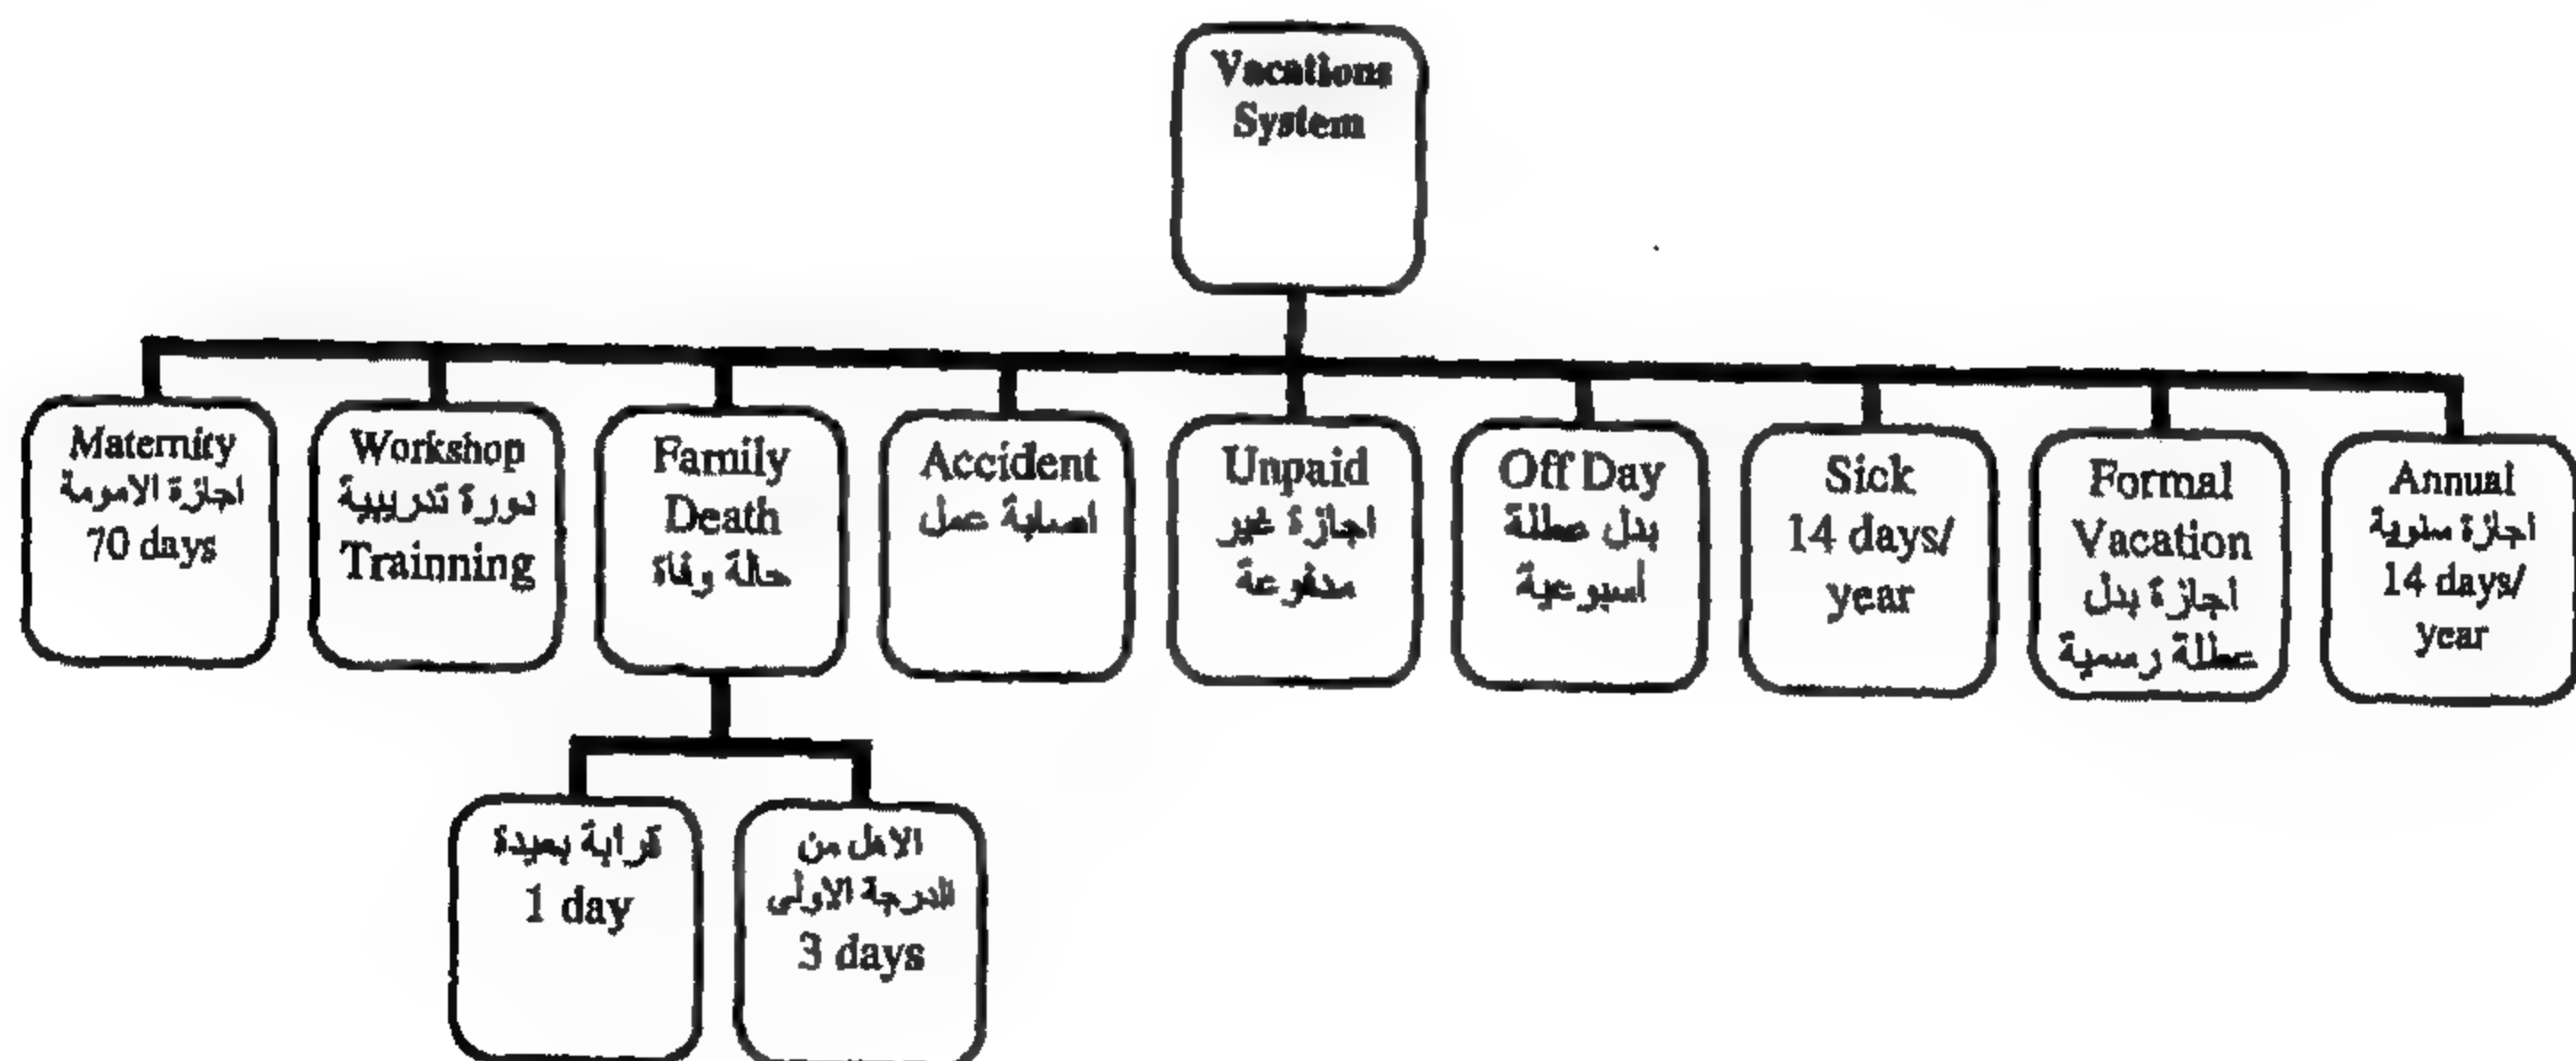 Vacations
System
Maternity
اجازة الامومة
70 days
Workshop
دورة تدريبية
Trainning
Family
Death
حالة وفاة
Accident
اصابة عمل
Unpaid
اجازة غير
مدفوعة
Off Day
بدل عطلة
أسبوعية
Sick
14 days/
year
Formal
Vacation
اجازة بدل
عطلة رسمية
Annual
اجازة سنوية
14 days/
year
قرابة بعيدة
1 day
الاهل من
الدرجة الاولى
3 days